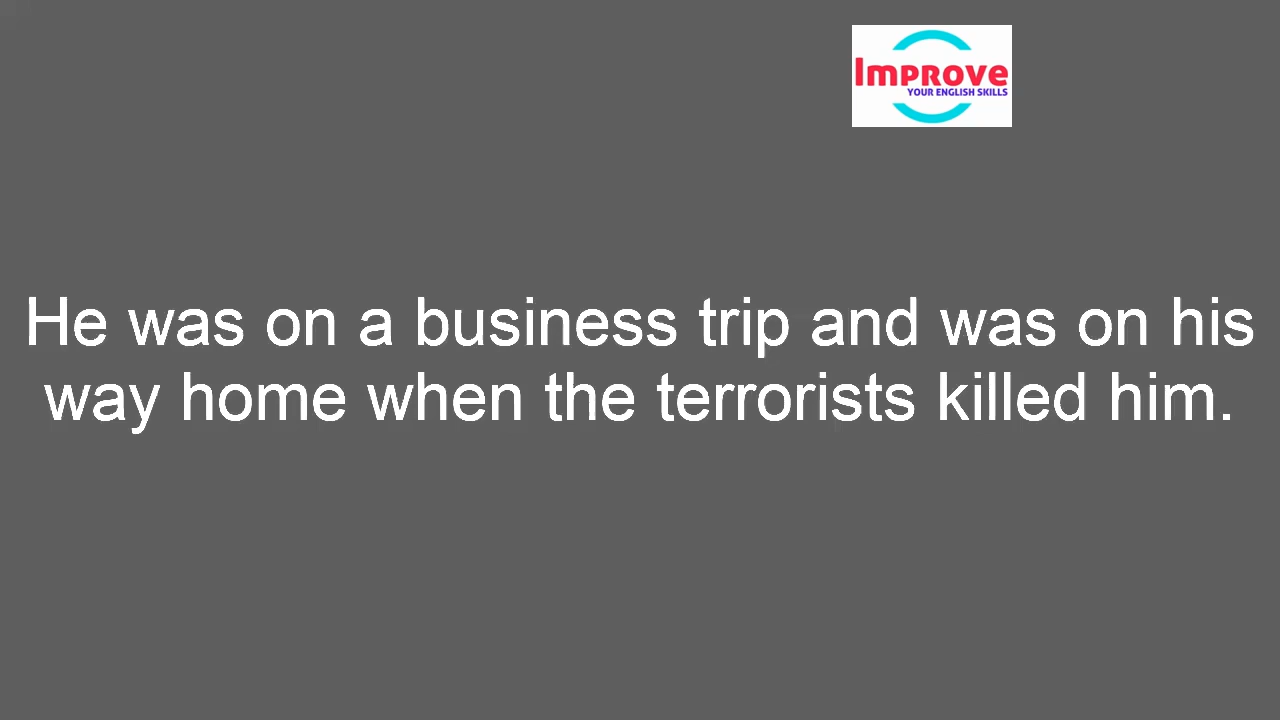 Improve
YOUR ENGLISH SKILLS
He was on a business trip and was on his
way home when the terrorists killed him.